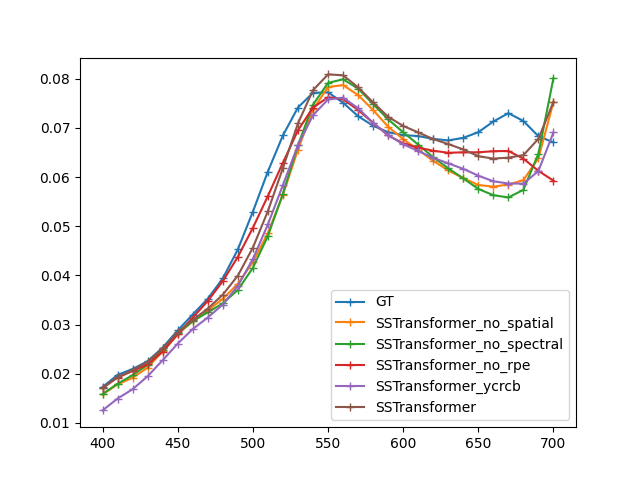 0.08
0.07
0.06
0.05
0.04
0.03
0.02
0.01
400 450 500 550 600 650 700
GT
SSTransformer_no_spatial
SSTransformer_no_spectral
SSTransformer_no_rpe
SSTransformer_ycrcb
SSTransformer